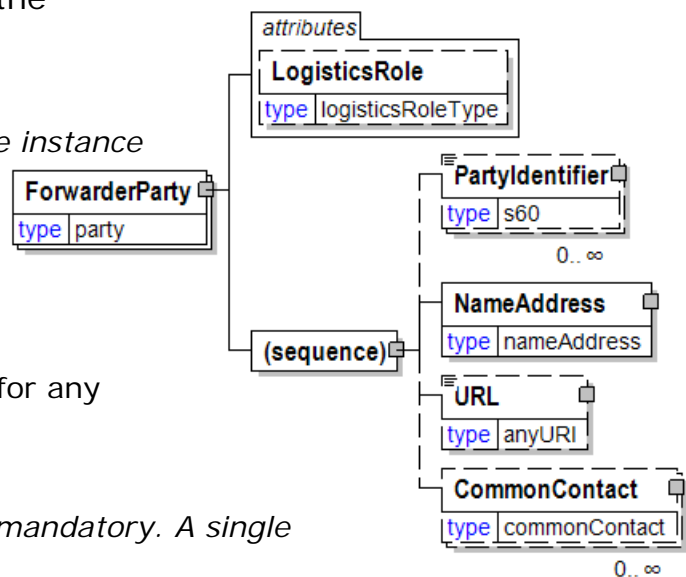 the
attributes
LogisticsRole
type logisticsRoleType
e instance
ForwarderParty
type party
PartyIdentifier
type s60
0.. ∞
NameAddress
type nameAddress
(sequence)
for any
URL
type anyURI
CommonContact
type commonContact
mandatory. A single
0.. ∞